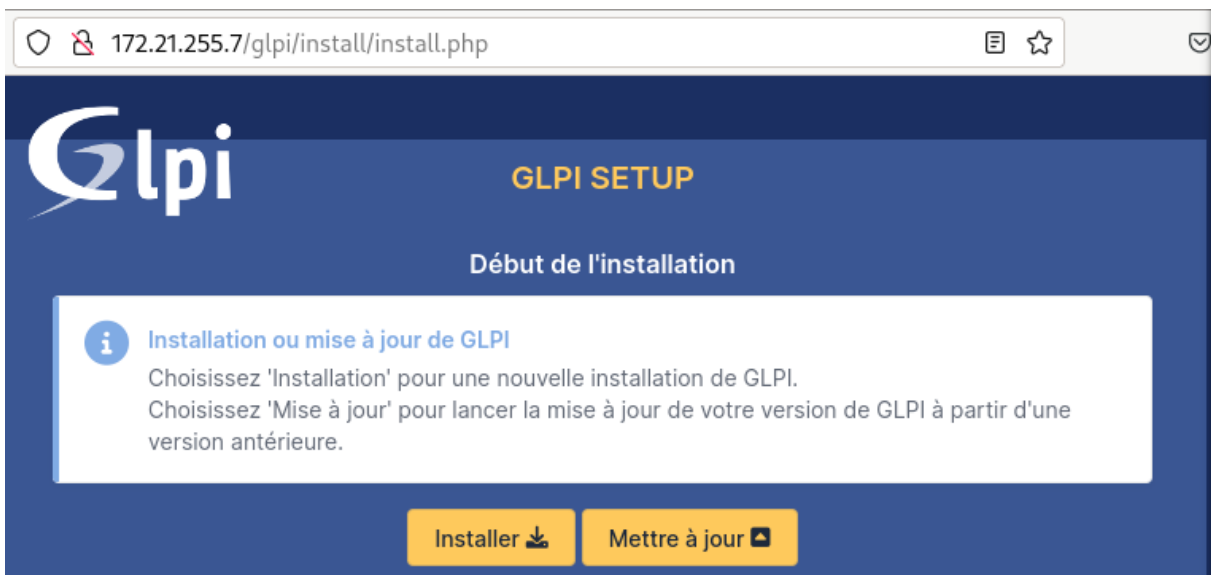 172.21.255.7/glpi/install/install.php
Glpi
GLPI SETUP
Début de l'installation
Installation ou mise à jour de GLPI
Choisissez 'Installation' pour une nouvelle installation de GLPI.
Choisissez 'Mise à jour' pour lancer la mise à jour de votre version de GLPI à partir d'une
version antérieure.
Installer
Mettre à jour